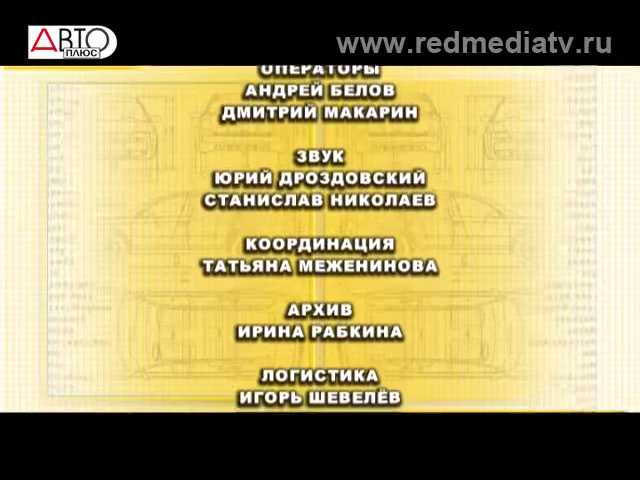 АВТО
ПЛЮС
www.redmediatv.ru
ОПЕРАТОРЫ
АНДРЕЙ БЕЛОВ
ДМИТРИЙ МАКАРИН
ЗВУК
ЮРИЙ ДРОЗДОВСКИЙ
СТАНИСЛАВ НИКОЛАЕВ
КООРДИНАЦИЯ
ТАТЬЯНА МЕЖЕНИНОВА
АРХИВ
ИРИНА РАБКИНА
ЛОГИСТИКА
ИГОРЬ ШЕВЕЛЁВ